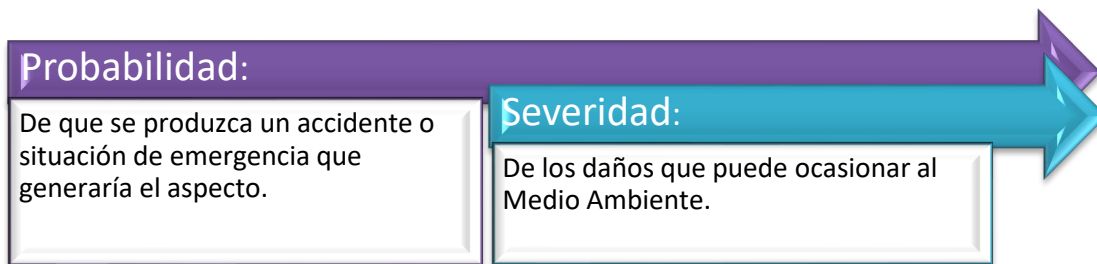 Probabilidad:
De que se produzca un accidente o
situación de emergencia que
generaría el aspecto.
Severidad:
De los daños que puede ocasionar al
Medio Ambiente.